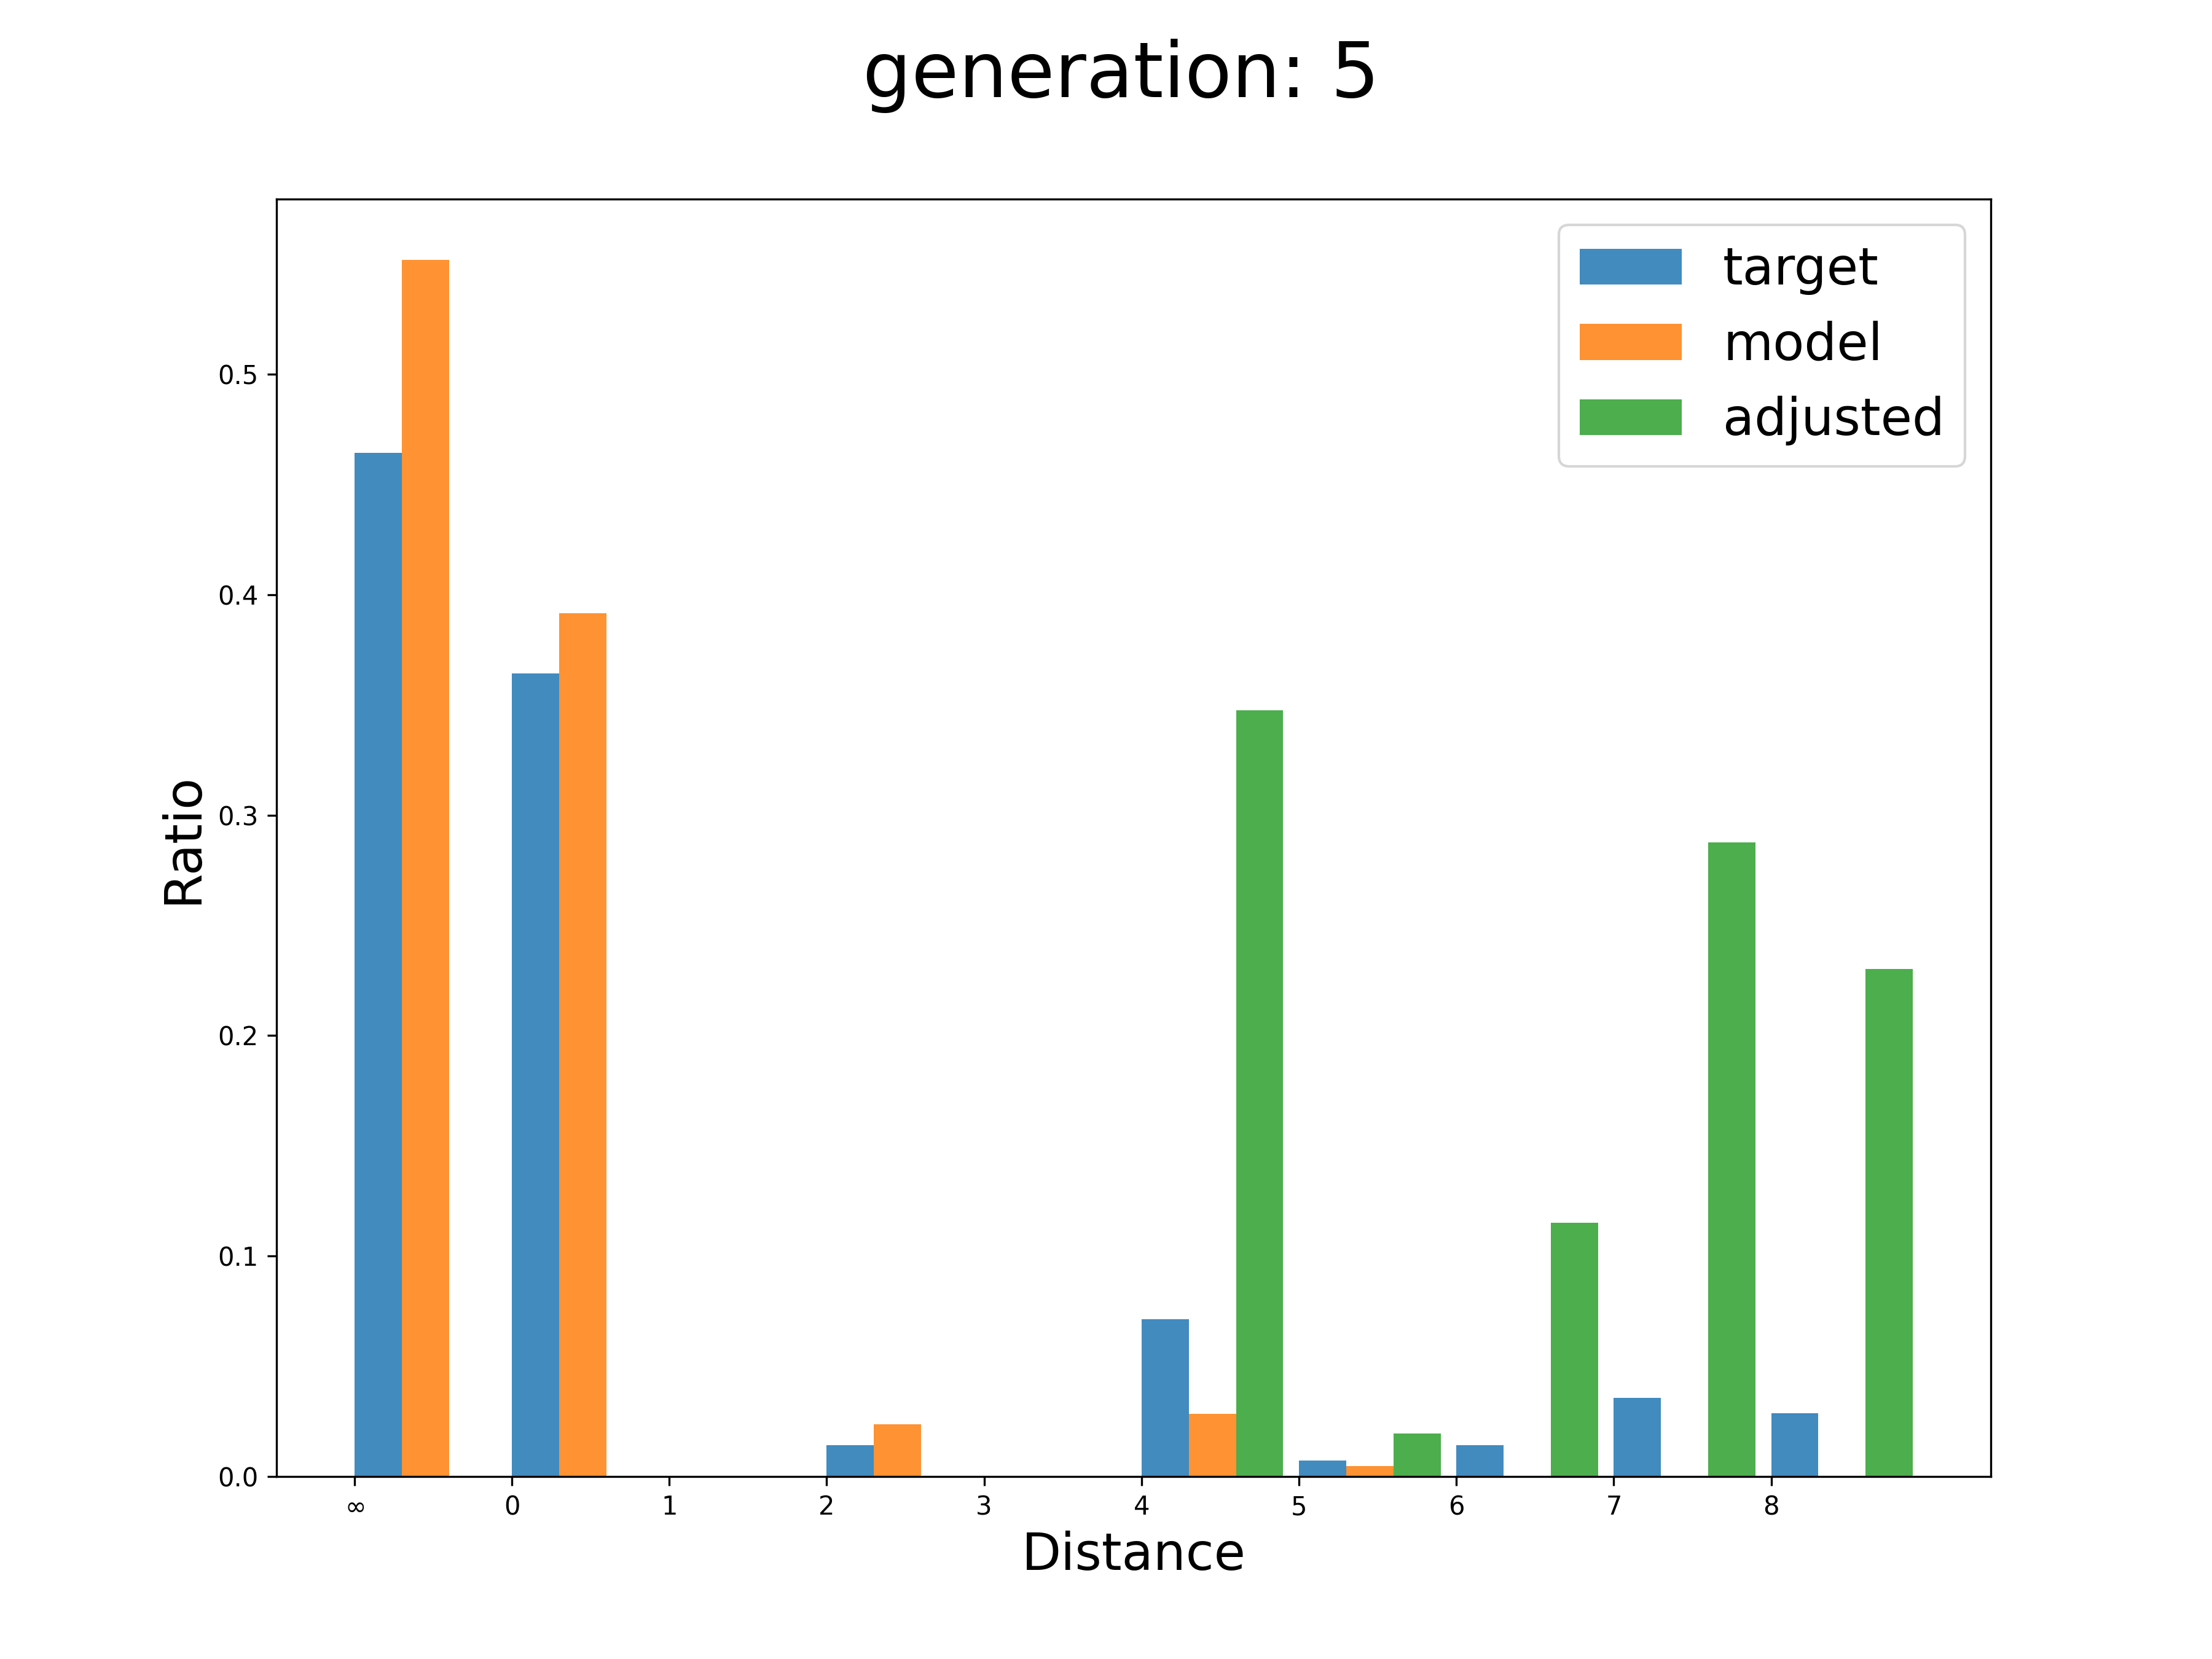 generation: 5
target
model
adjusted
0.5
0.4
0.3
0.2
0.1
0.0
Ratio
∞ 0 1 2 3 4 5 6 7 8
Distance